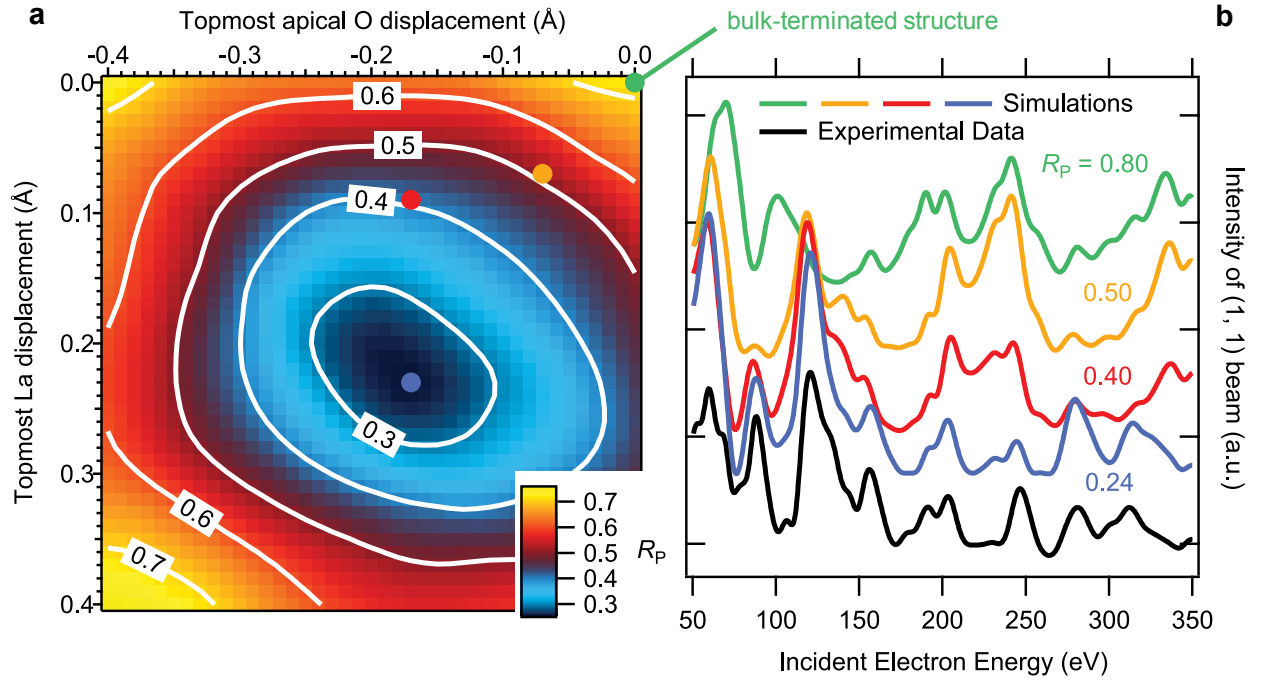 a
Topmost apical O displacement (Å)
-0.4 -0.3 -0.2 -0.1 0.0
bulk-terminated structure
b
Topmost La displacement (Å)
0.0
0.1
0.2
0.3
0.4
0.6
0.5
0.4
0.3
0.6
0.7
0.7
0.6
0.5
0.4
0.3
RP
Simulations
Experimental Data
RP = 0.80
0.50
0.40
0.24
Intensity of (1, 1) beam (a.u.)
50 100 150 200 250 300 350
Incident Electron Energy (eV)